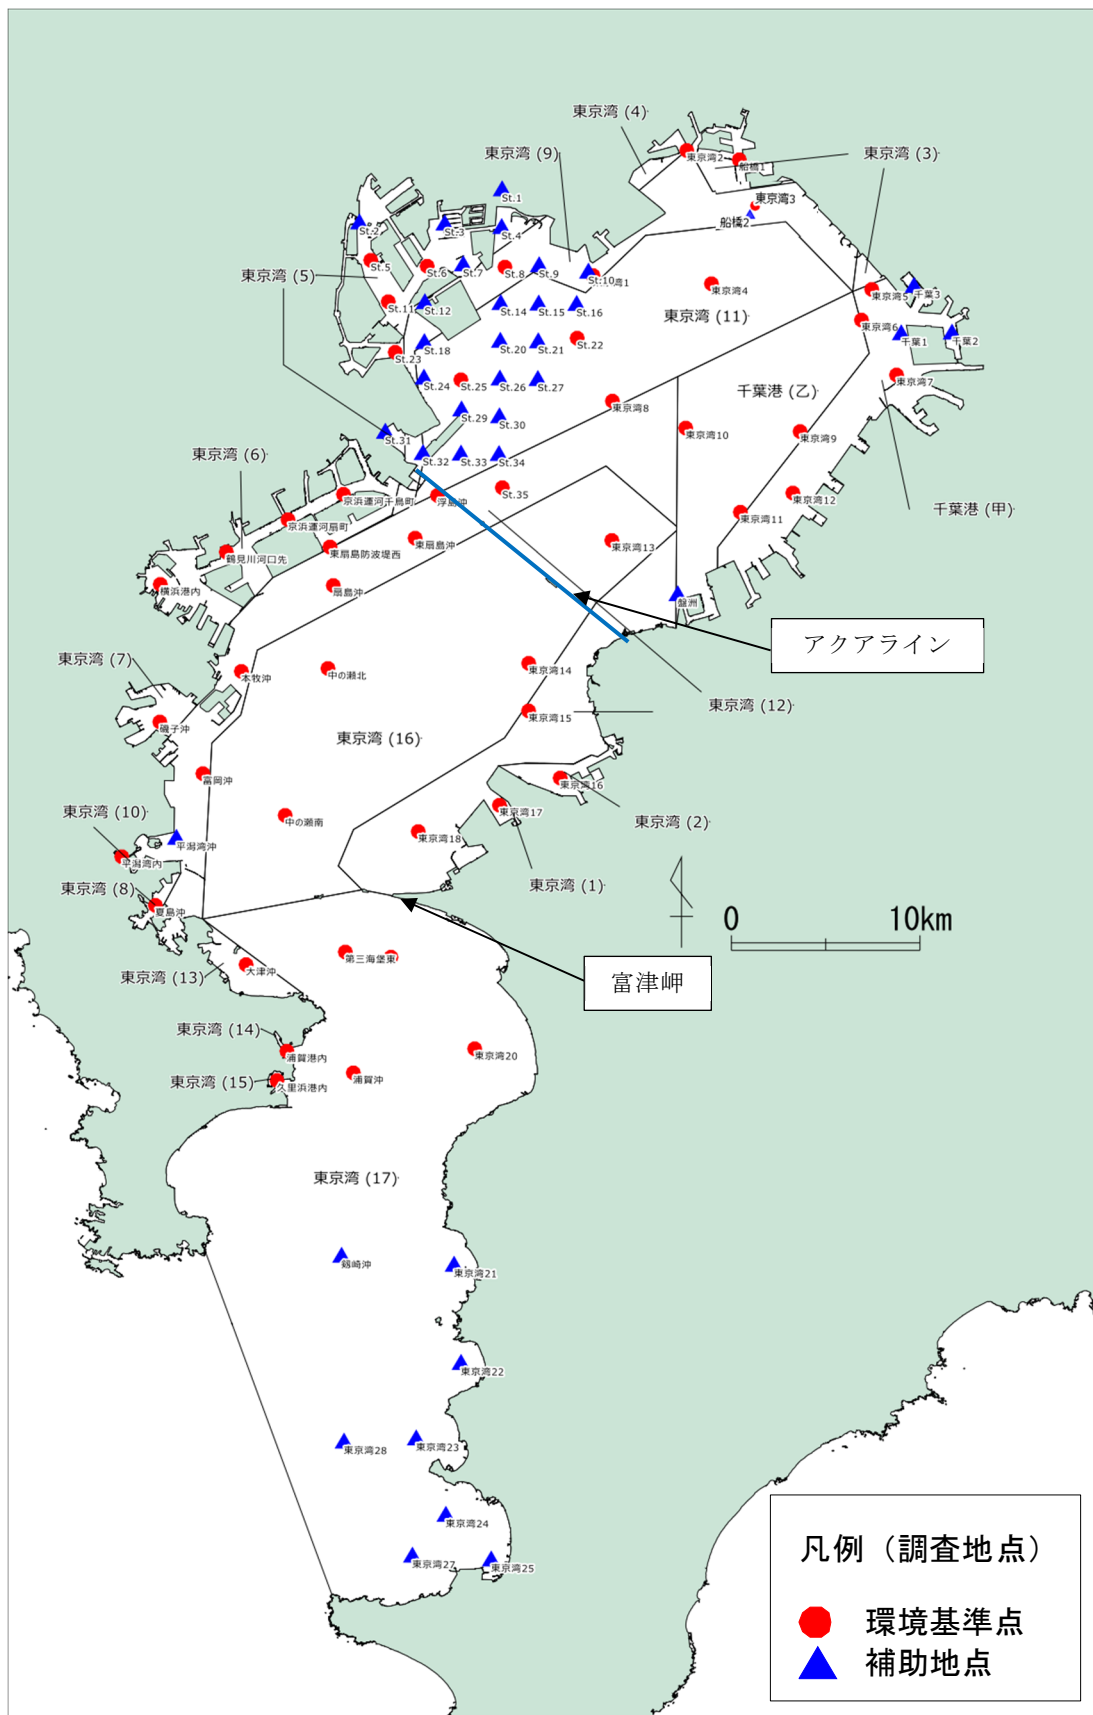 東京湾 (4)
東京湾 (9)
東京湾2
船橋1
東京湾 (3)
St.1
東京湾3
船橋2
St.2
St.3
St.4
St.5
St.6
St.7
St.8
St.9
St.10
湾1
東京湾4
東京湾5
千葉3
東京湾 (5)
St.11
St.12
St.14
St.15
St.16
東京湾 (11)
東京湾6
千葉1
千葉2
St.18
St.20
St.21
St.22
St.23
St.24
St.25
St.26
St.27
東京湾7
千葉港 (乙)
東京湾8
St.29
St.30
東京湾10
東京湾9
St.31
東京湾 (6)
St.32
St.33
St.34
St.35
京浜運河千鳥町
浮島沖
東京湾12
千葉港 (甲)
東京湾11
京浜運河扇町
東扇島沖
東京湾13
東扇島防波堤西
鶴見川河口先
横浜港内
扇島沖
盤洲
アクアライン
東京湾 (7)
本牧沖
中の瀬北
東京湾14
東京湾 (12)
東京湾15
磯子沖
東京湾 (16)
富岡沖
東京湾16
東京湾 (10)
中の瀬南
東京湾17
東京湾 (2)
平潟湾沖
東京湾18
平潟湾内
東京湾 (8)
東京湾 (1)
夏島沖
0
10km
第三海堡東
大津沖
東京湾 (13)
富津岬
東京湾 (14)
浦賀港内
東京湾20
東京湾 (15)
久里浜港内
浦賀沖
東京湾 (17)
剱崎沖
東京湾21
東京湾22
東京湾28
東京湾23
東京湾24
東京湾27
東京湾25
凡例（調査地点）
環境基準点
補助地点